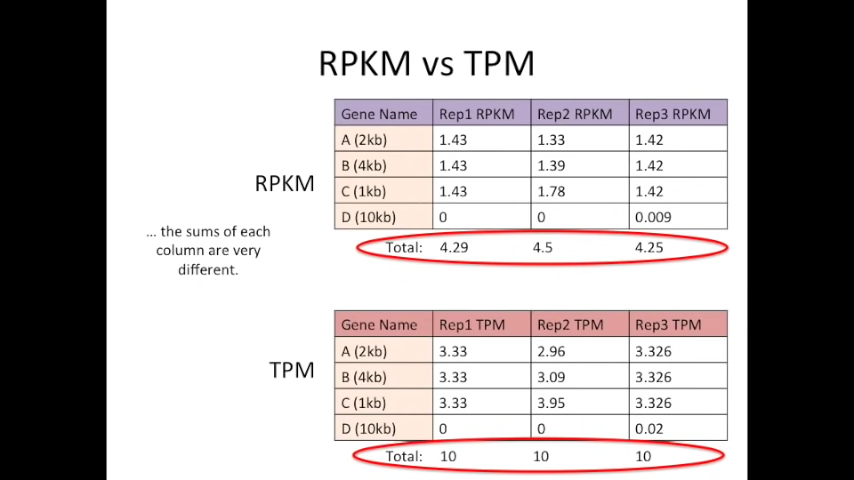 RPKM vs TPM
RPKM
Gene Name Rep1 RPKM Rep2 RPKM Rep3 RPKM
A (2kb) 1.43 1.33 1.42
B (4kb) 1.43 1.39 1.42
C (1kb) 1.43 1.78 1.42
D (10kb) 0 0 0.009
Total: 4.29 4.5 4.25
... the sums of each
column are very
different.
TPM
Gene Name Rep1 TPM Rep2 TPM Rep3 TPM
A (2kb) 3.33 2.96 3.326
B (4kb) 3.33 3.09 3.326
C (1kb) 3.33 3.95 3.326
D (10kb) 0 0 0.02
Total: 10 10 10